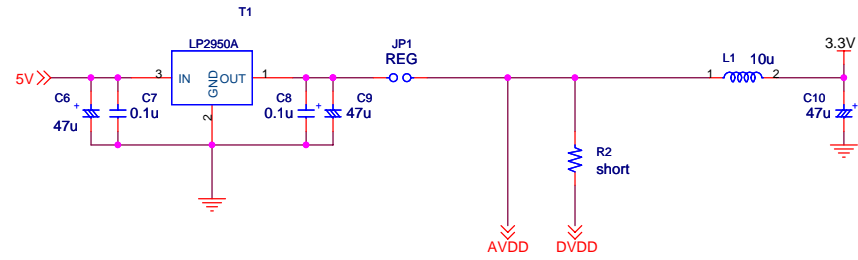 T1
LP2950A
JP1
REG
3.3V
L1 10u
5V
3 IN OUT 1
GND
2
1 2
C6 + 47u
C7 0.1u
C8 0.1u
+ C9 47u
C10 + 47u
R2
short
AVDD DVDD